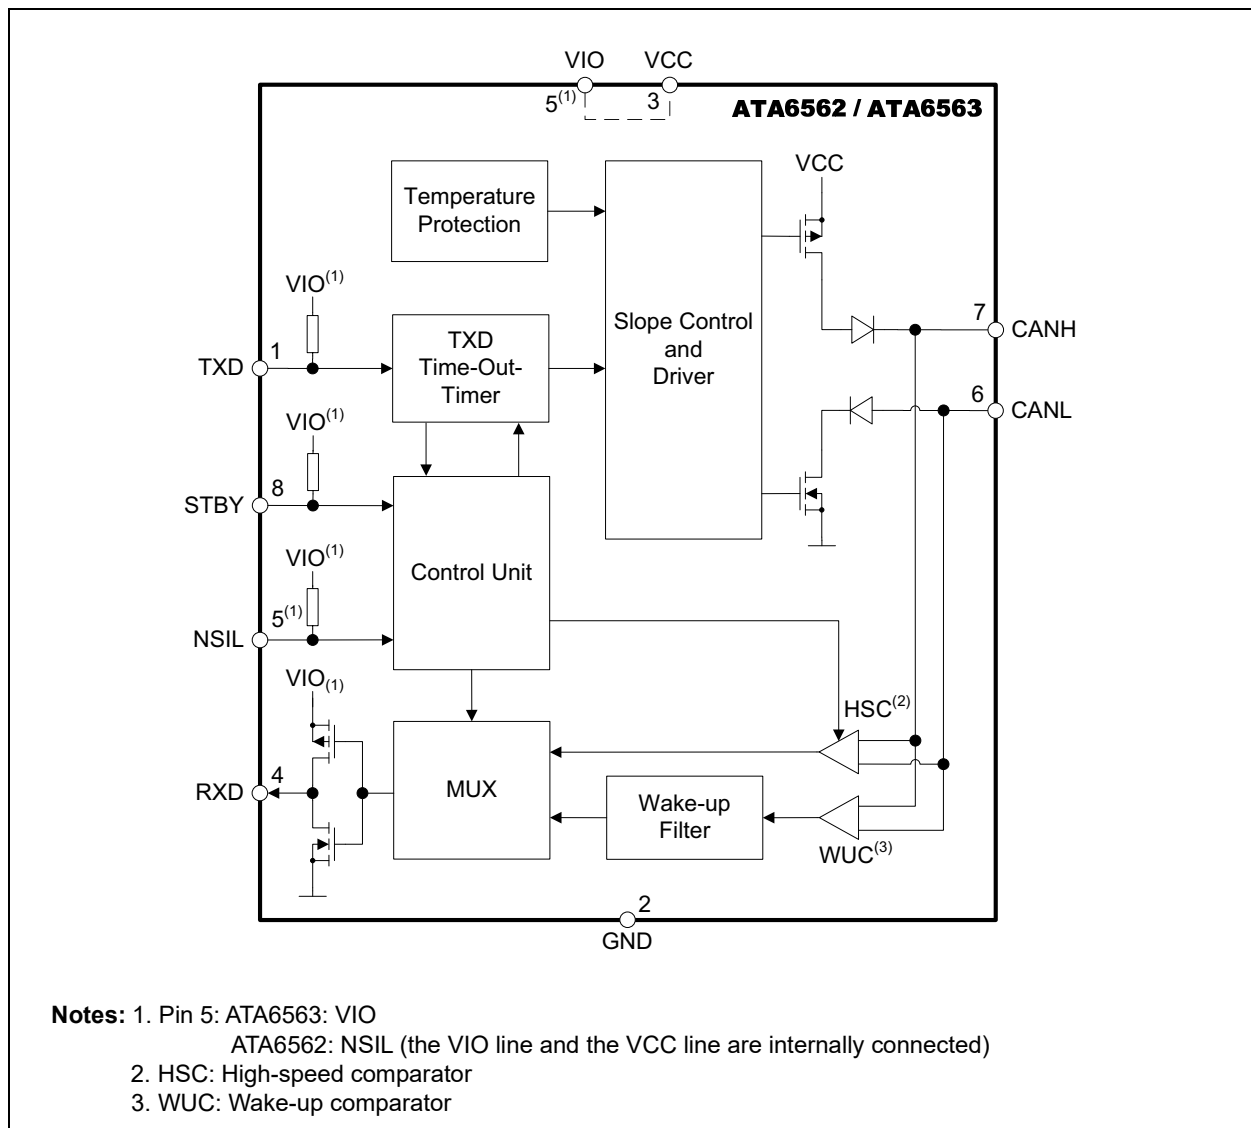 VIO VCC
5(1) 3
ATA6562 / ATA6563
VCC
Temperature
Protection
VIO(1)
Slope Control
and
Driver
7
CANH
TXD
1
TXD
Time-Out-
Timer
6
CANL
VIO(1)
STBY
8
Control Unit
VIO(1)
NSIL
5(1)
VIO(1)
HSC(2)
RXD
4
MUX
Wake-up
Filter
WUC(3)
2
GND
Notes: 1. Pin 5: ATA6563: VIO
ATA6562: NSIL (the VIO line and the VCC line are internally connected)
2. HSC: High-speed comparator
3. WUC: Wake-up comparator